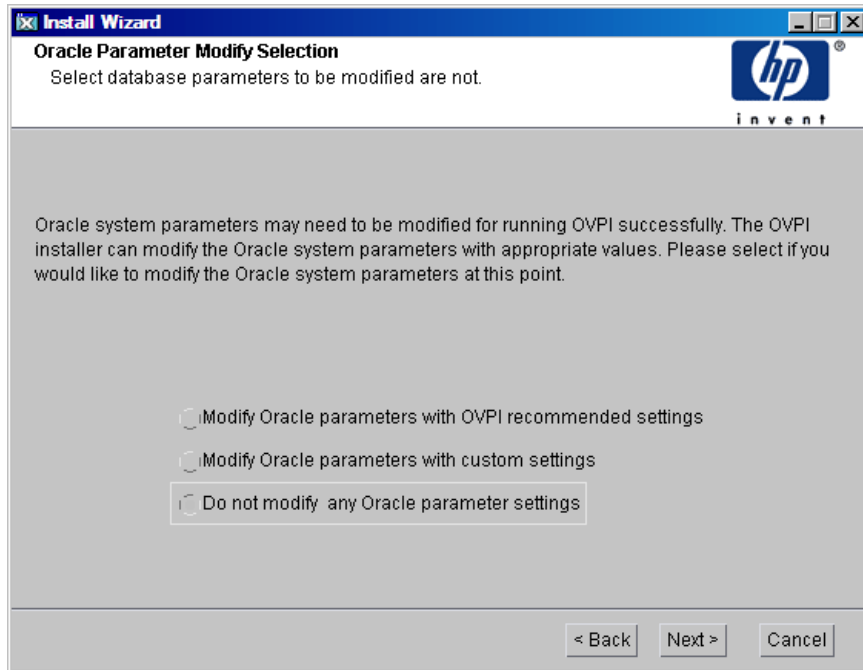 Install Wizard
Oracle Parameter Modify Selection
Select database parameters to be modified are not.
hp
®
invent
Oracle system parameters may need to be modified for running OVPI successfully. The OVPI
installer can modify the Oracle system parameters with appropriate values. Please select if you
would like to modify the Oracle system parameters at this point.
Modify Oracle parameters with OVPI recommended settings
Modify Oracle parameters with custom settings
Do not modify any Oracle parameter settings
< Back Next > Cancel